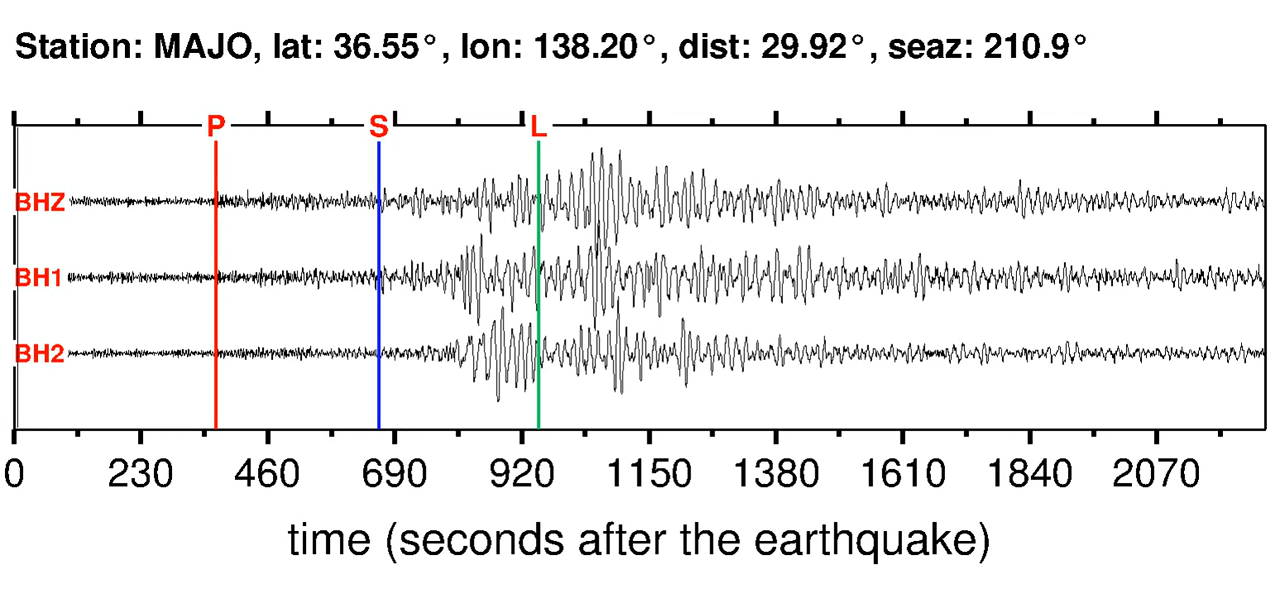 Station: MAJO, lat: 36.55°, lon: 138.20°, dist: 29.92°, seaz: 210.9°
P S L
BHZ
BH1
BH2
0 230 460 690 920 1150 1380 1610 1840 2070
time (seconds after the earthquake)